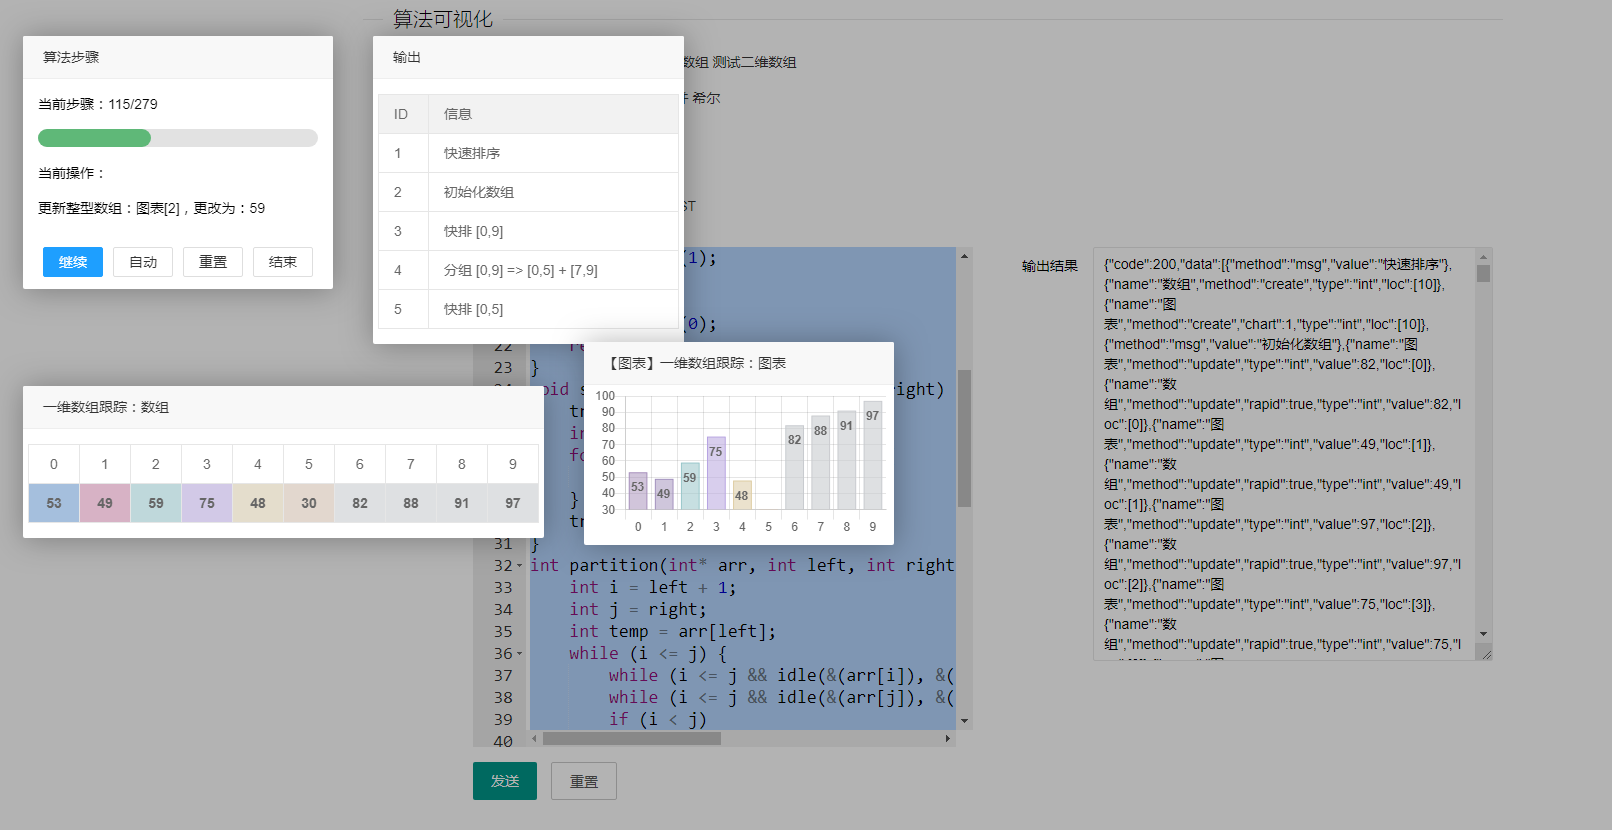 算法可视化
算法步骤
当前步骤：115/279
当前操作：
更新整型数组：图表[2]，更改为：59
继续 自动 重置 结束
输出
ID 信息
1 快速排序
2 初始化数组
3 快排 [0,9]
4 分组 [0,9] => [0,5] + [7,9]
5 快排 [0,5]
数组 测试二维数组
希尔
ST
(1);
(0);
22
23 }
oid right)
}
31 }
32 int partition(int* arr, int left, int right
33 int i = left + 1;
34 int j = right;
35 int temp = arr[left];
36 while (i <= j) {
37 while (i <= j && idle(&(arr[i]), &(
38 while (i <= j && idle(&(arr[j]), &(
39 if (i < j)
40
【图表】一维数组跟踪：图表
100
90
80
70
60
50
40
30
53 49 59 75 48 82 88 91 97
0 1 2 3 4 5 6 7 8 9
一维数组跟踪：数组
0 1 2 3 4 5 6 7 8 9
53 49 59 75 48 30 82 88 91 97
发送 重置
输出结果
{"code":200,"data":[{"method":"msg","value":"快速排序"},
{"name":"数组","method":"create","type":"int","loc":[10]},
{"name":"图
表","method":"create","chart":1,"type":"int","loc":[10]},
{"method":"msg","value":"初始化数组"},{"name":"图
表","method":"update","type":"int","value":82,"loc":[0]},
{"name":"数
组","method":"update","rapid":true,"type":"int","value":82,"l
oc":[0]},{"name":"图
表","method":"update","type":"int","value":49,"loc":[1]},
{"name":"数
组","method":"update","rapid":true,"type":"int","value":49,"l
oc":[1]},{"name":"图
表","method":"update","type":"int","value":97,"loc":[2]},
{"name":"数
组","method":"update","rapid":true,"type":"int","value":97,"l
oc":[2]},{"name":"图
表","method":"update","type":"int","value":75,"loc":[3]},
{"name":"数
组","method":"update","rapid":true,"type":"int","value":75,"l